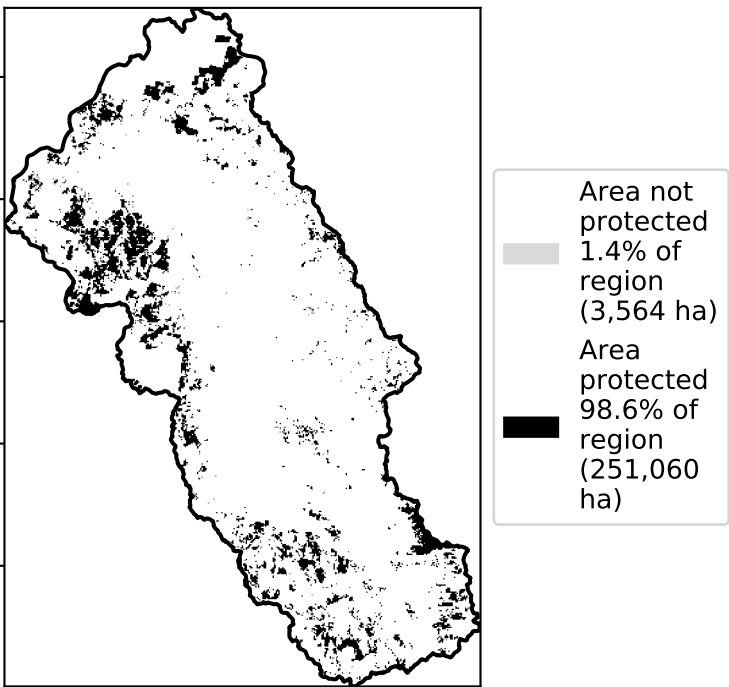 Area not
protected
1.4% of
region
(3,564 ha)
Area
protected
98.6% of
region
(251,060
ha)